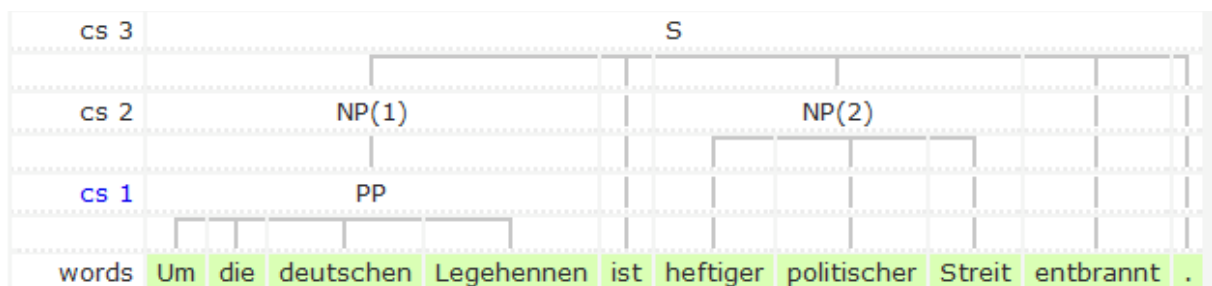 cs 3 S
cs 2 NP(1) NP(2)
cs 1 PP
words Um die deutschen Legehennen ist heftiger politischer Streit entbrannt .